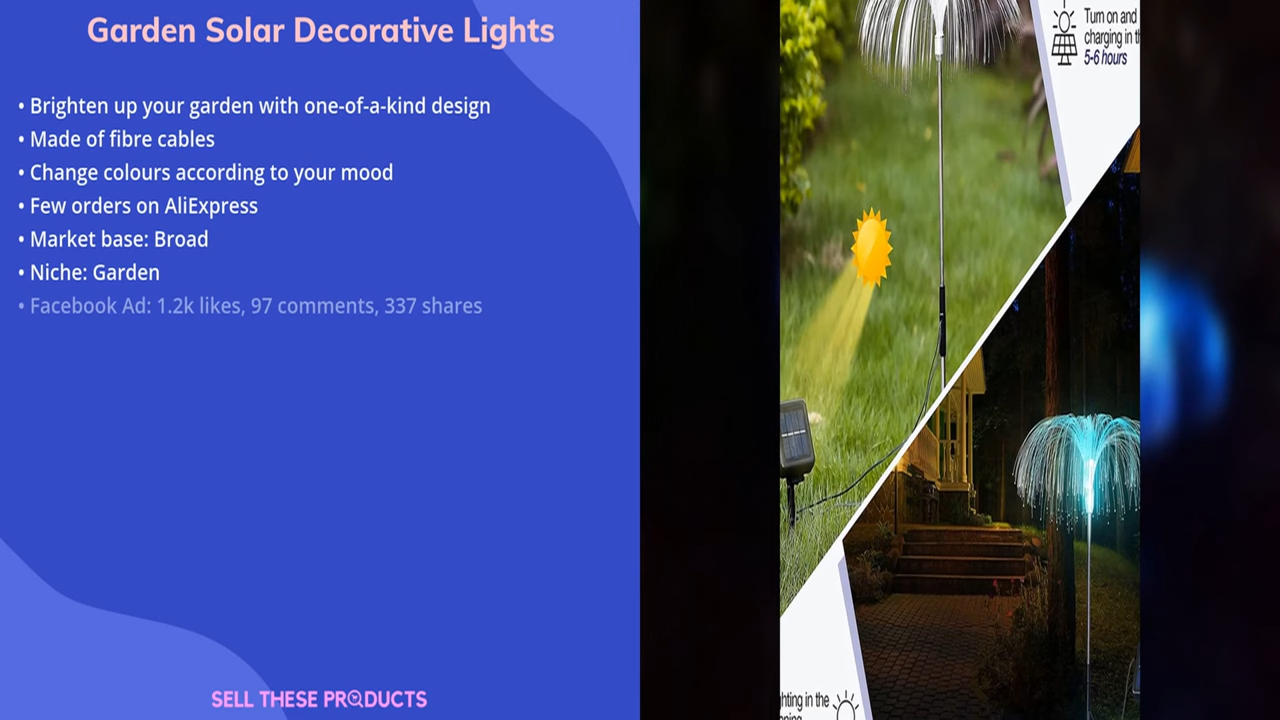 Garden Solar Decorative Lights
• Brighten up your garden with one-of-a-kind design
• Made of fibre cables
• Change colours according to your mood
• Few orders on AliExpress
• Market base: Broad
• Niche: Garden
• Facebook Ad: 1.2k likes, 97 comments, 337 shares
SELL THESE PRODUCTS
Turn on and
charging in
5-6 hours
in the